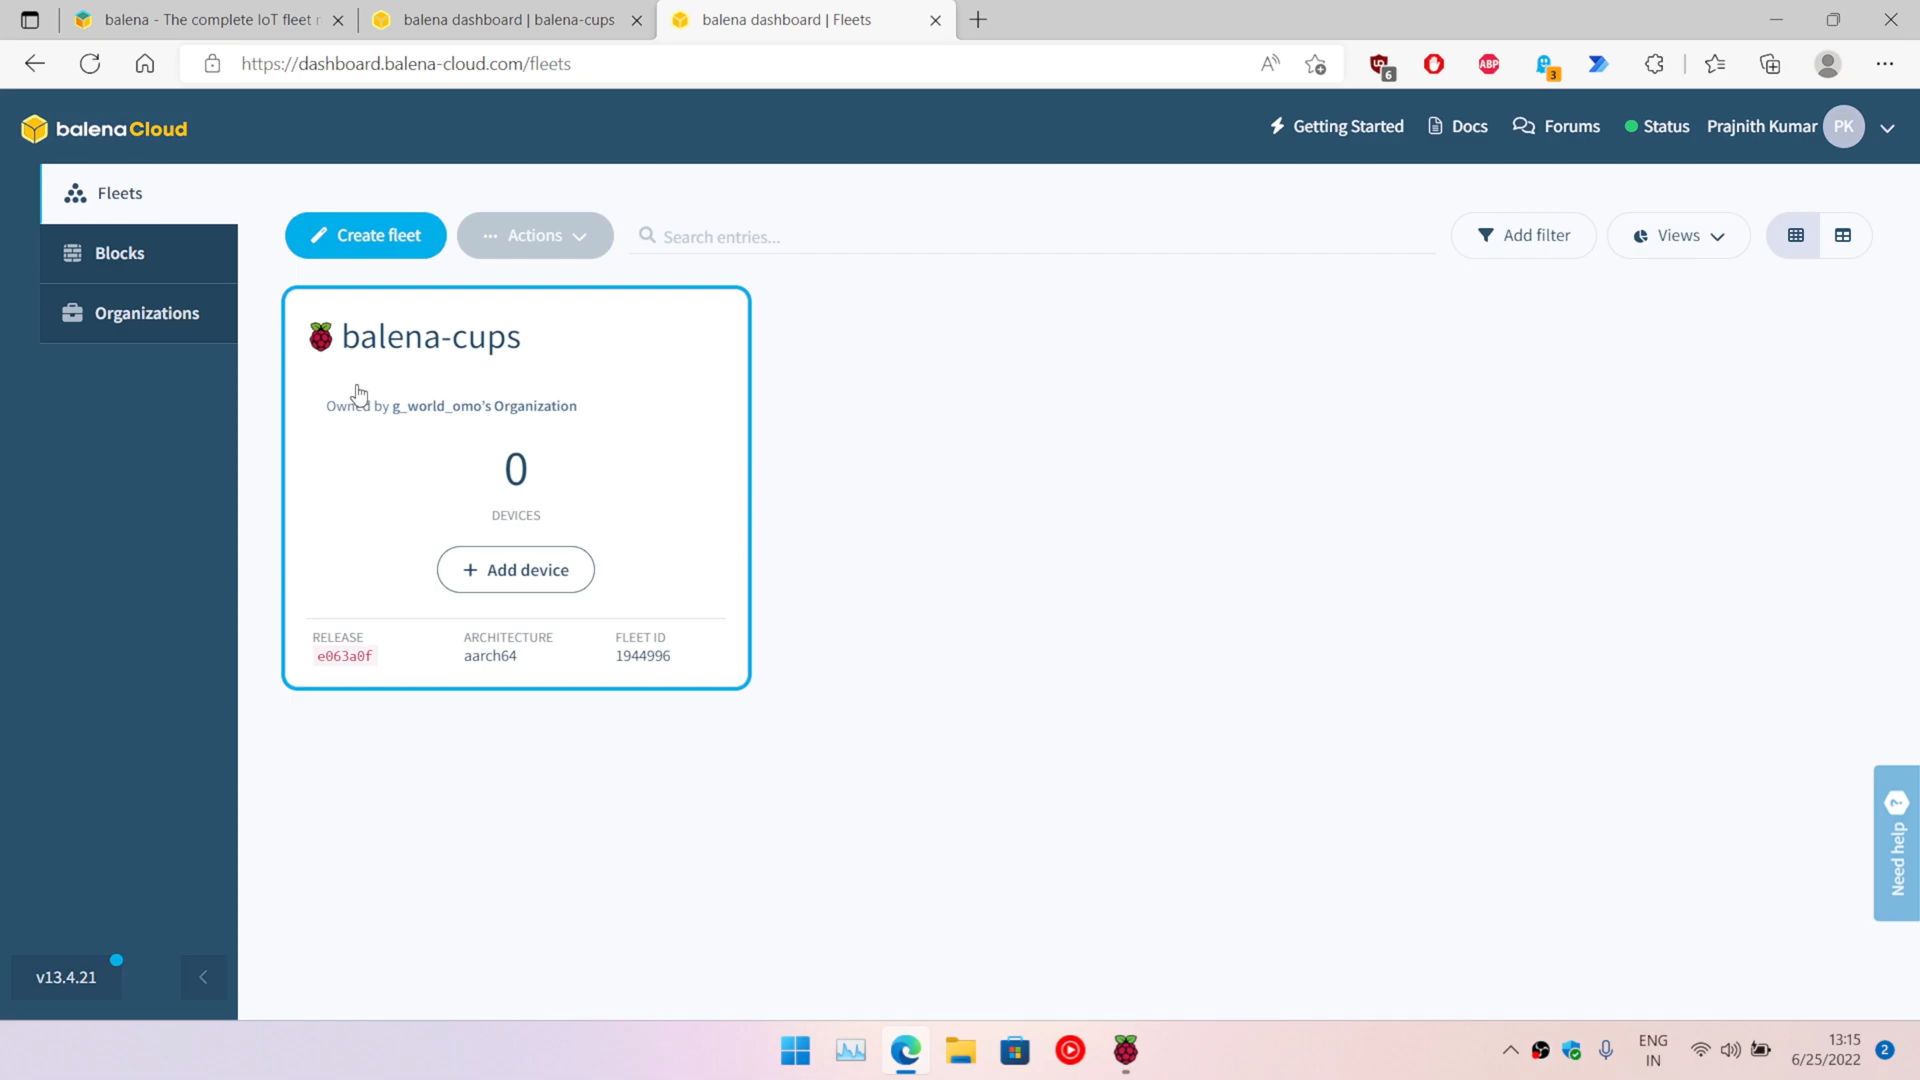 balena - The complete IoT fleet r
balena dashboard | balena-cups
balena dashboard | Fleets
https://dashboard.balena-cloud.com/fleets
A
6
ABP
3
balenaCloud
Getting Started
Docs
Forums
Status
Prajnith Kumar
PK
Fleets
Blocks
Organizations
Create fleet
Actions
Search entries...
Add filter
Views
balena-cups
Owned by g_world_omo's Organization
0
DEVICES
+ Add device
RELEASE
ARCHITECTURE
FLEET ID
e063a0f
aarch64
1944996
Need help ?
v13.4.21
ENG
IN
13:15
6/25/2022
2